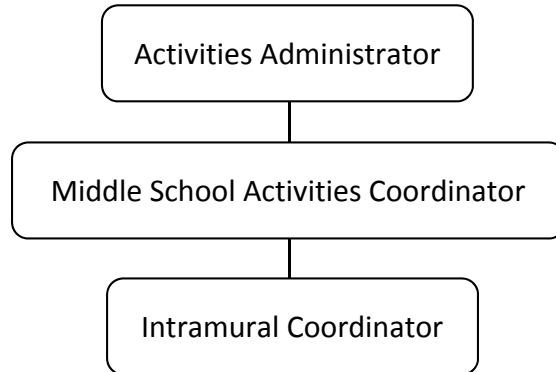 Activities Administrator
Middle School Activities Coordinator
Intramural Coordinator